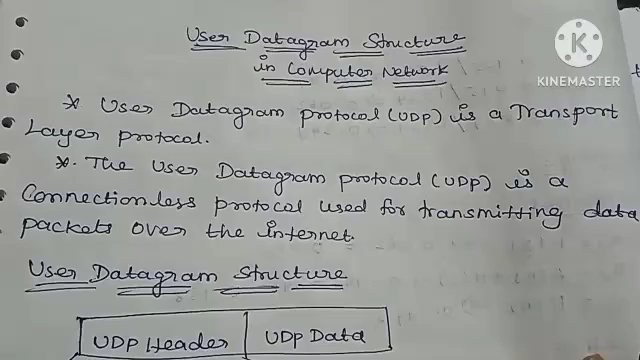 User Datagram Structure
in Computer Network
KINEMASTER
* User Datagram protocol (UDP) is a Transport
Layer protocol.
*. The User Datagram protocol (UDP) is a
Connectionless protocol used for transmitting data
packets over the internet.
User Datagram Structure
UDP Header UDP Data